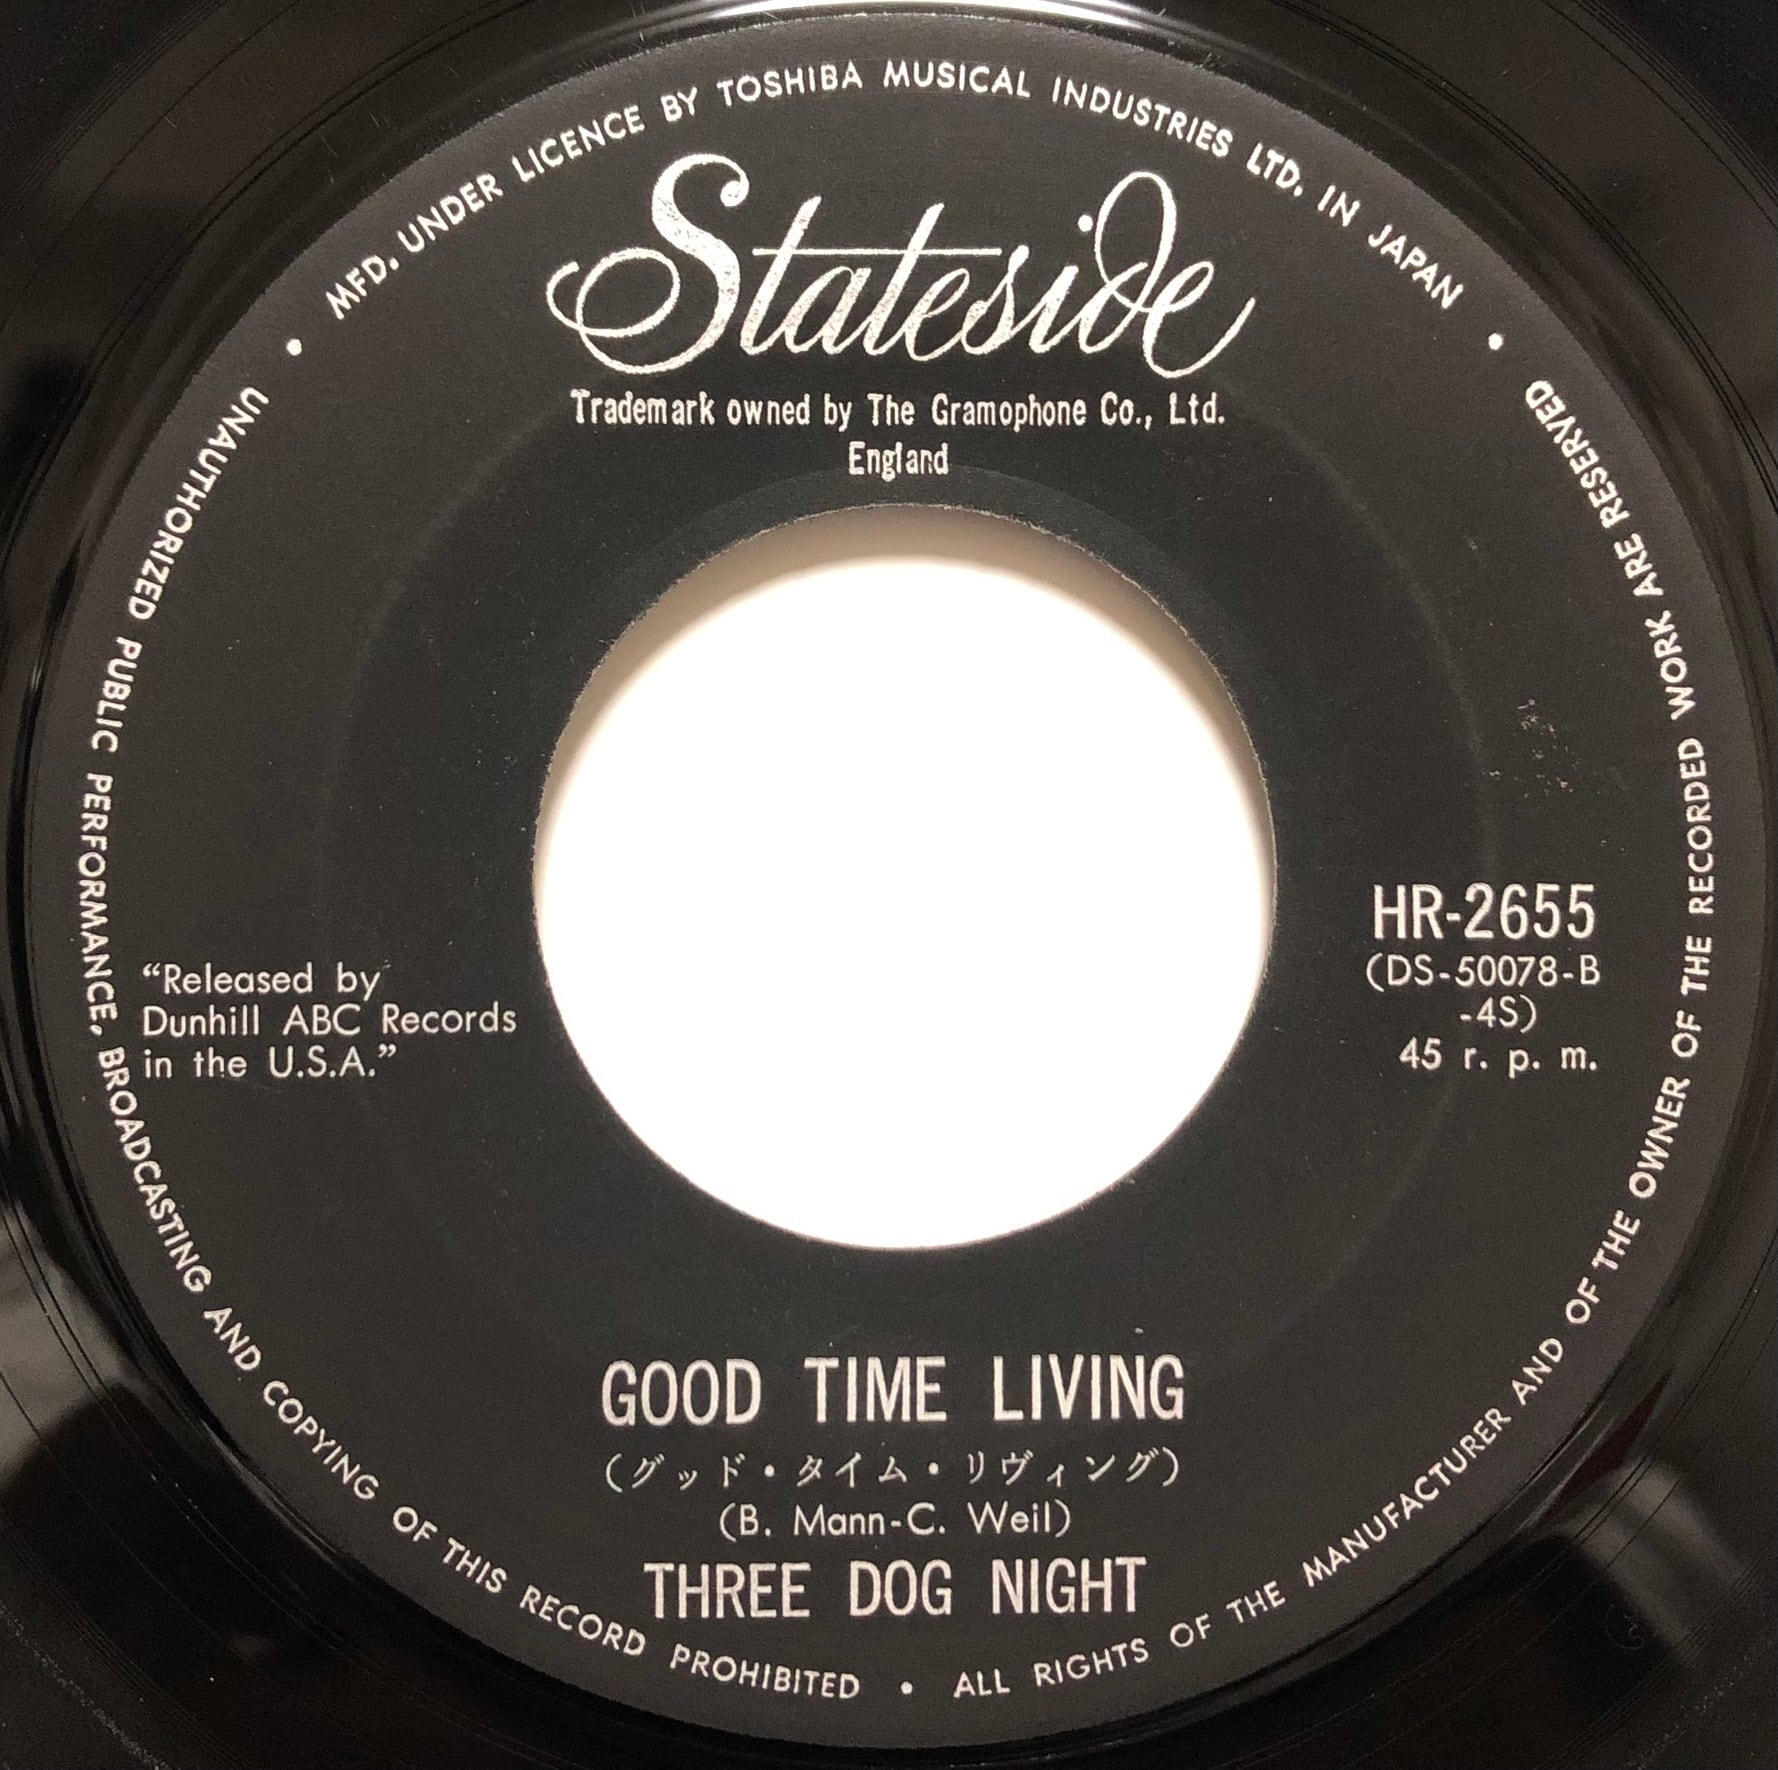 MFD. UNDER LICENCE BY TOSHIBA MUSICAL INDUSTRIES LTD. IN JAPAN
Stateside
Trademark owned by The Gramophone Co., Ltd.
England
HR-2655
(DS-50078-B
-4S)
45 r. p. m.
“Released by
Dunhill ABC Records
in the U.S.A.”
GOOD TIME LIVING
(グッド・タイム・リヴィング)
(B. Mann-C. Weil)
THREE DOG NIGHT
• ALL RIGHTS OF THE MANUFACTURER AND OF THE OWNER OF THE RECORDED WORK ARE RESERVED •
• UNAUTHORIZED PUBLIC PERFORMANCE, BROADCASTING AND COPYING OF THIS RECORD PROHIBITED